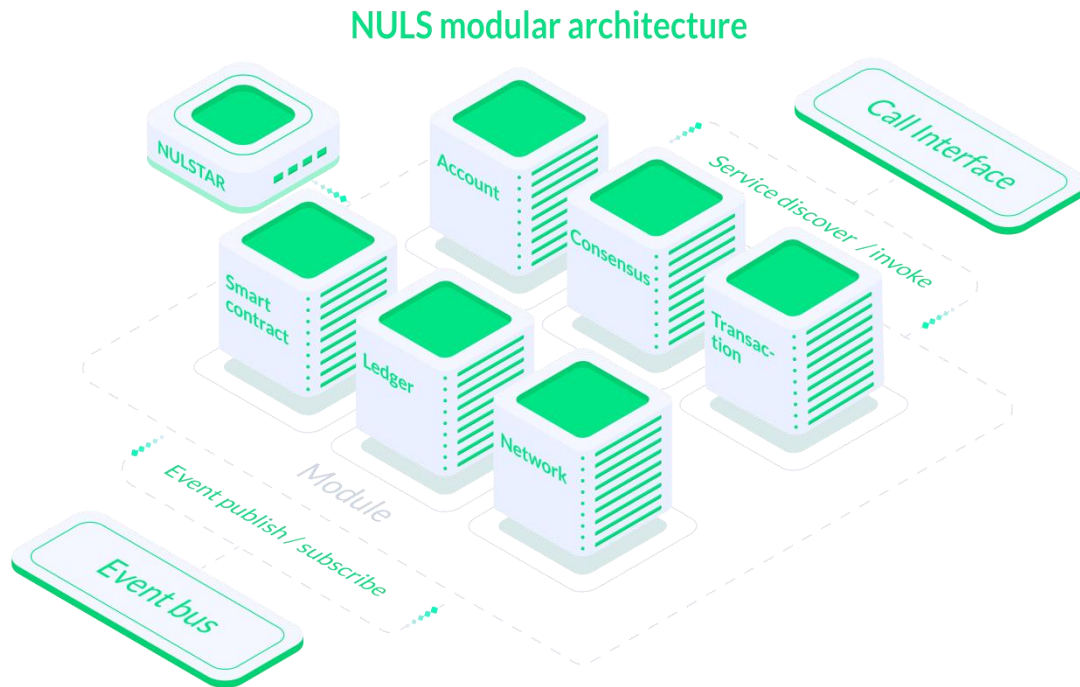 NULS modular architecture
NULSTAR
Account
Call Interface
Service discover / invoke
Consensus
Smart
contract
Transac-
tion
Ledger
Network
Module
Event publish / subscribe
Event bus